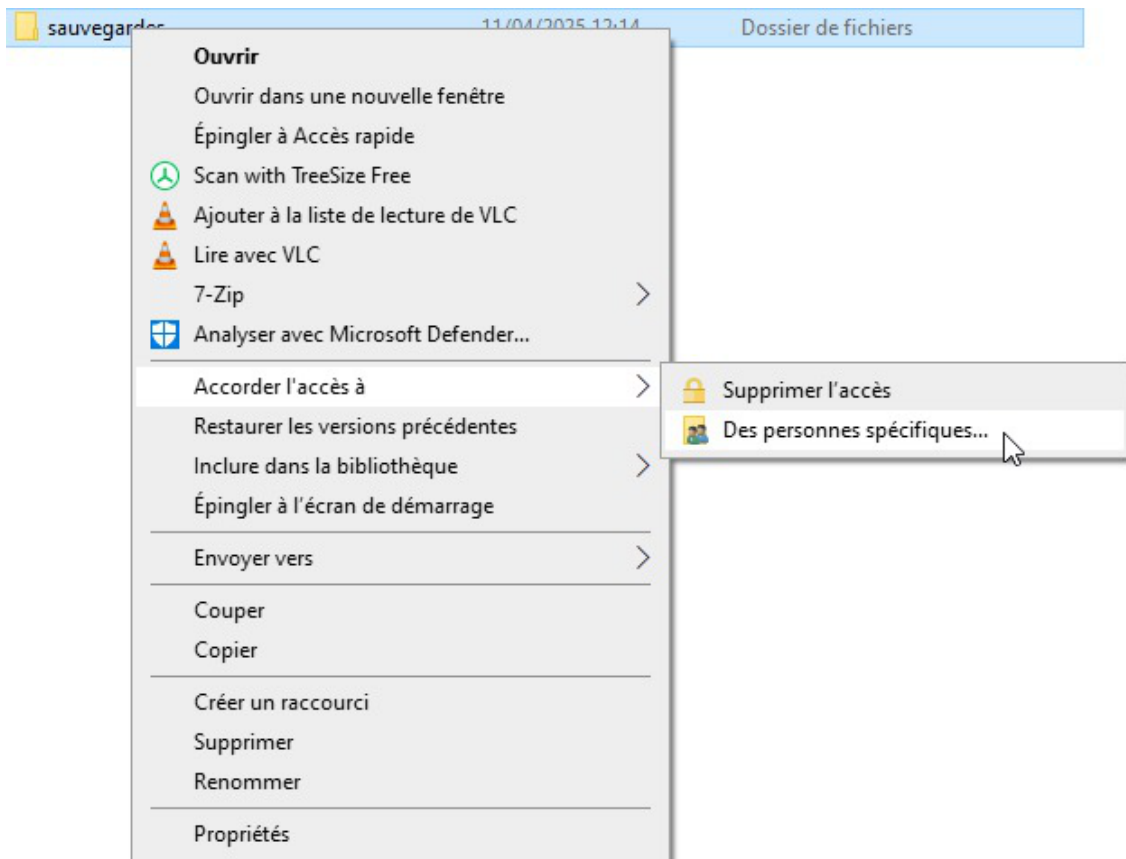 sauvegardes 11/04/2025 12:14 Dossier de fichiers
Ouvrir
Ouvrir dans une nouvelle fenêtre
Épingler à Accès rapide
Scan with TreeSize Free
Ajouter à la liste de lecture de VLC
Lire avec VLC
7-Zip
Analyser avec Microsoft Defender...
Accorder l'accès à
Supprimer l'accès
Des personnes spécifiques...
Restaurer les versions précédentes
Inclure dans la bibliothèque
Épingler à l'écran de démarrage
Envoyer vers
Couper
Copier
Créer un raccourci
Supprimer
Renommer
Propriétés